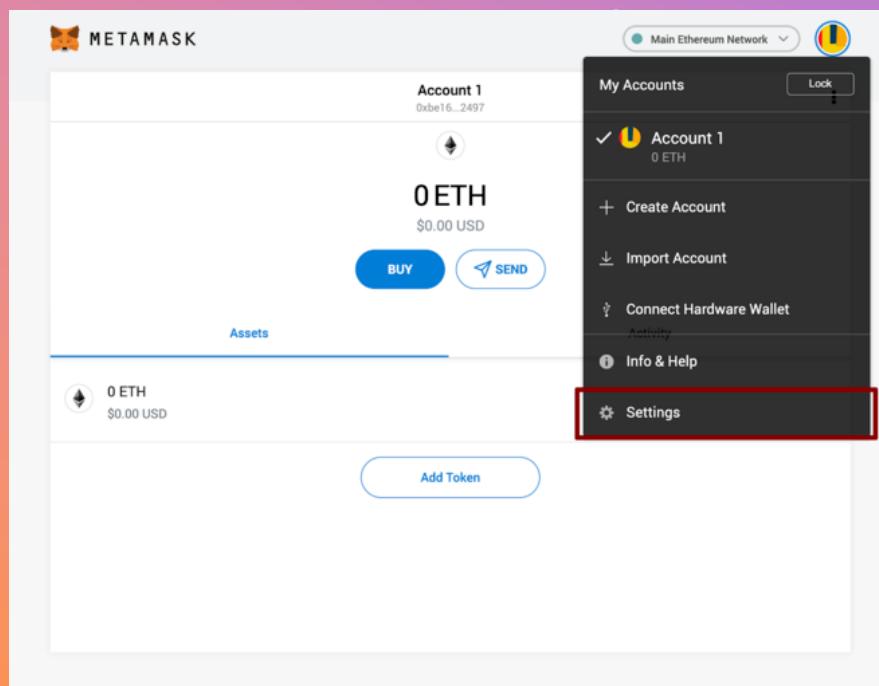 METAMASK
Main Ethereum Network
Account 1
0xbe16...2497
0 ETH
$0.00 USD
BUY
SEND
Assets
Activity
0 ETH
$0.00 USD
Add Token
My Accounts
Lock
Account 1
0 ETH
Create Account
Import Account
Connect Hardware Wallet
Info & Help
Settings